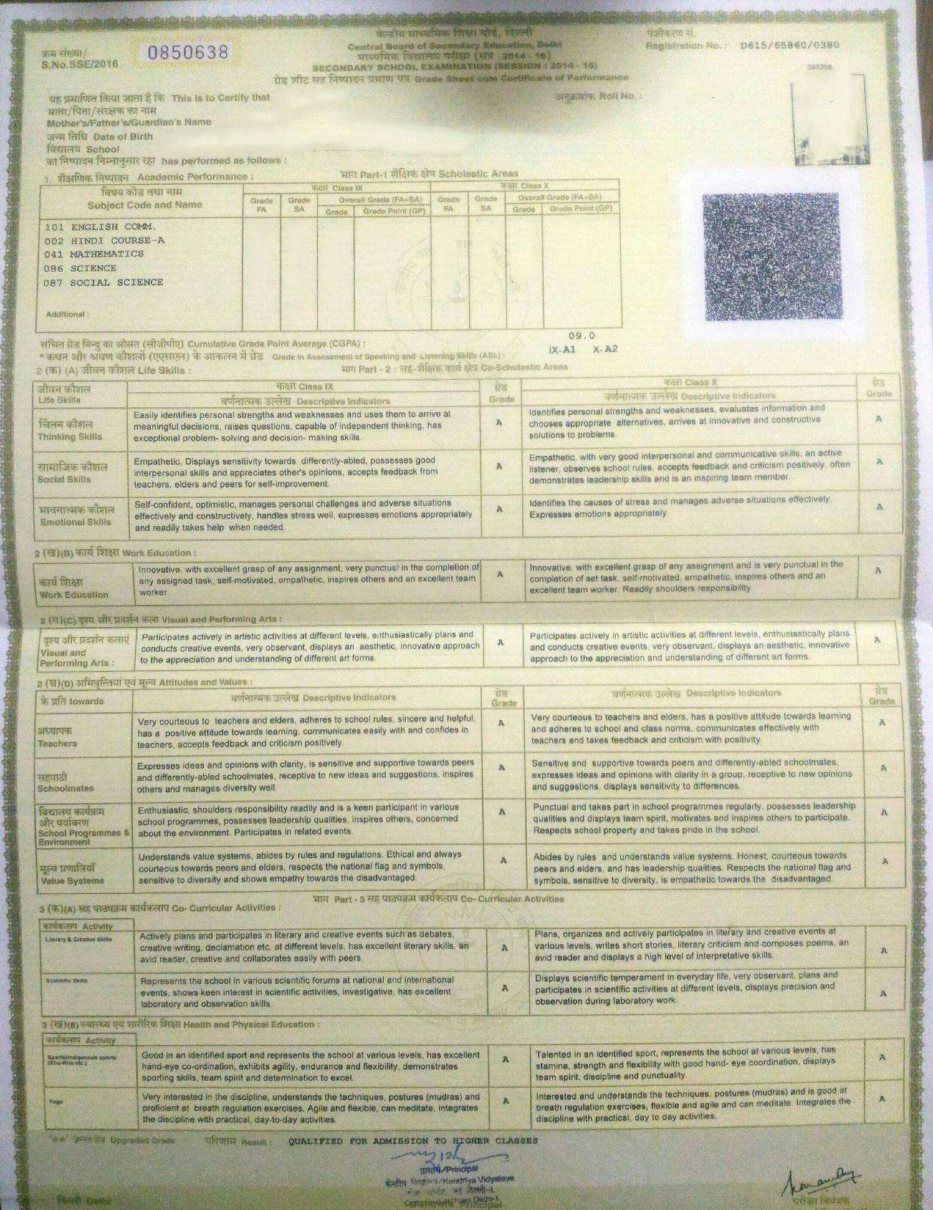 केन्द्रीय माध्यमिक शिक्षा बोर्ड, दिल्ली
Central Board of Secondary Education, Delhi
माध्यमिक विद्यालय परीक्षा (सत्र : 2014 - 16)
SECONDARY SCHOOL EXAMINATION (SESSION : 2014 - 16)
ग्रेड शीट सह निष्पादन प्रमाण पत्र Grade Sheet cum Certificate of Performance
क्रम संख्या/
S.No.SSE/2016 0850638
पंजीकरण सं.
Registration No. : D615/65860/0380
यह प्रमाणित किया जाता है कि This is to Certify that
अनुक्रमांक Roll No. :
माता/पिता/संरक्षक का नाम
Mother's/Father's/Guardian's Name
जन्म तिथि Date of Birth
विद्यालय School
का निष्पादन निम्नानुसार रहा has performed as follows :
1. शैक्षणिक निष्पादन Academic Performance : भाग Part-1 शैक्षिक क्षेत्र Scholastic Areas
विषय कोड तथा नाम
Subject Code and Name
कक्षा Class IX कक्षा Class X
Grade FA Grade SA Overall Grade (FA+SA) Grade FA Grade SA Overall Grade (FA+SA)
Grade Grade Point (GP) Grade Grade Point (GP)
101 ENGLISH COMM.
002 HINDI COURSE-A
041 MATHEMATICS
086 SCIENCE
087 SOCIAL SCIENCE
Additional :
संचित ग्रेड बिन्दु का औसत (सीजीपीए) Cumulative Grade Point Average (CGPA) : 09.0
*कथन और श्रवण कौशलों (एएसएल) के आकलन में ग्रेड Grade in Assessment of Speaking and Listening Skills (ASL) : IX-A1 X-A2
2 (क) (A) जीवन कौशल Life Skills : भाग Part - 2 : सह-शैक्षिक कार्य क्षेत्र Co-Scholastic Areas
जीवन कौशल
Life Skills
कक्षा Class IX
वर्णनात्मक उल्लेख Descriptive Indicators
ग्रेड
Grade
कक्षा Class X
वर्णनात्मक उल्लेख Descriptive Indicators
ग्रेड
Grade
चिंतन कौशल
Thinking Skills
Easily identifies personal strengths and weaknesses and uses them to arrive at
meaningful decisions, raises questions, capable of independent thinking, has
exceptional problem- solving and decision- making skills.
A
Identifies personal strengths and weaknesses, evaluates information and
chooses appropriate alternatives, arrives at innovative and constructive
solutions to problems
A
सामाजिक कौशल
Social Skills
Empathetic, Displays sensitivity towards differently-abled, possesses good
interpersonal skills and appreciates other's opinions, accepts feedback from
teachers, elders and peers for self-improvement.
A
Empathetic, with very good interpersonal and communicative skills, an active
listener, observes school rules, accepts feedback and criticism positively, often
demonstrates leadership skills and is an inspiring team member
A
भावनात्मक कौशल
Emotional Skills
Self-confident, optimistic, manages personal challenges and adverse situations
effectively and constructively, handles stress well, expresses emotions appropriately
and readily takes help when needed.
A
Identifies the causes of stress and manages adverse situations effectively.
Expresses emotions appropriately.
A
2 (ख)(B) कार्य शिक्षा Work Education :
कार्य शिक्षा
Work Education
Innovative, with excellent grasp of any assignment, very punctual in the completion of
any assigned task, self-motivated, empathetic, inspires others and an excellent team
worker
A
Innovative, with excellent grasp of any assignment and is very punctual in the
completion of set task, self-motivated, empathetic, inspires others and an
excellent team worker. Readily shoulders responsibility.
A
2 (ग)(C) दृश्य और प्रदर्शन कला Visual and Performing Arts :
दृश्य और प्रदर्शन कलाएं
Visual and
Performing Arts :
Participates actively in artistic activities at different levels, enthusiastically plans and
conducts creative events, very observant, displays an aesthetic, innovative approach
to the appreciation and understanding of different art forms.
A
Participates actively in artistic activities at different levels, enthusiastically plans
and conducts creative events, very observant, displays an aesthetic, innovative
approach to the appreciation and understanding of different art forms.
A
2 (घ)(D) अभिवृत्तियां एवं मूल्य Attitudes and Values :
के प्रति towards
वर्णनात्मक उल्लेख Descriptive Indicators
ग्रेड
Grade
वर्णनात्मक उल्लेख Descriptive Indicators
ग्रेड
Grade
अध्यापक
Teachers
Very courteous to teachers and elders, adheres to school rules, sincere and helpful,
has a positive attitude towards learning, communicates easily with and confides in
teachers, accepts feedback and criticism positively.
A
Very courteous to teachers and elders, has a positive attitude towards learning
and adheres to school and class norms, communicates effectively with
teachers and takes feedback and criticism with positivity.
A
सहपाठी
Schoolmates
Expresses ideas and opinions with clarity, is sensitive and supportive towards peers
and differently-abled schoolmates, receptive to new ideas and suggestions, inspires
others and manages diversity well.
A
Sensitive and supportive towards peers and differently-abled schoolmates,
expresses ideas and opinions with clarity in a group, receptive to new opinions
and suggestions, displays sensitivity to differences.
A
विद्यालय कार्यक्रम
और पर्यावरण
School Programmes &
Environment
Enthusiastic, shoulders responsibility readily and is a keen participant in various
school programmes, possesses leadership qualities, inspires others, concerned
about the environment. Participates in related events.
A
Punctual and takes part in school programmes regularly, possesses leadership
qualities and displays team spirit, motivates and inspires others to participate.
Respects school property and takes pride in the school.
A
मूल्य प्रणालियां
Value Systems
Understands value systems, abides by rules and regulations. Ethical and always
courteous towards peers and elders, respects the national flag and symbols,
sensitive to diversity and shows empathy towards the disadvantaged.
A
Abides by rules and understands value systems. Honest, courteous towards
peers and elders, and has leadership qualities. Respects the national flag and
symbols, sensitive to diversity, is empathetic towards the disadvantaged.
A
भाग Part - 3 सह पाठ्यक्रम कार्यकलाप Co- Curricular Activities
3 (क)(A) सह पाठ्यक्रम कार्यकलाप Co- Curricular Activities :
कार्यकलाप Activity
Literary & Creative Skills
Actively plans and participates in literary and creative events such as debates,
creative writing, declamation etc. at different levels, has excellent literary skills, an
avid reader, creative and collaborates easily with peers.
A
Plans, organizes and actively participates in literary and creative events at
various levels, writes short stories, literary criticism and composes poems, an
avid reader and displays a high level of interpretative skills
A
Scientific Skills
Represents the school in various scientific forums at national and international
events, shows keen interest in scientific activities, investigative, has excellent
laboratory and observation skills.
A
Displays scientific temperament in everyday life, very observant, plans and
participates in scientific activities at different levels, displays precision and
observation during laboratory work
A
3 (ख)(B) स्वास्थ्य एवं शारीरिक शिक्षा Health and Physical Education :
कार्यकलाप Activity
Sports/Indigenous sports
(Kho-Kho etc.)
Good in an identified sport and represents the school at various levels, has excellent
hand-eye co-ordination, exhibits agility, endurance and flexibility, demonstrates
sporting skills, team spirit and determination to excel.
A
Talented in an identified sport, represents the school at various levels, has
stamina, strength and flexibility with good hand- eye coordination, displays
team spirit, discipline and punctuality.
A
Yoga
Very interested in the discipline, understands the techniques, postures (mudras) and
proficient at breath regulation exercises. Agile and flexible, can meditate, integrates
the discipline with practical, day-to-day activities.
A
Interested and understands the techniques, postures (mudras) and is good at
breath regulation exercises, flexible and agile and can meditate. Integrates the
discipline with practical, day to day activities.
A
Upgraded Grade परिणाम Result : QUALIFIED FOR ADMISSION TO HIGHER CLASSES
प्राचार्य/Principal
Kendriya Vidyalaya
दिल्ली Delhi
Principal
परीक्षा नियंत्रक